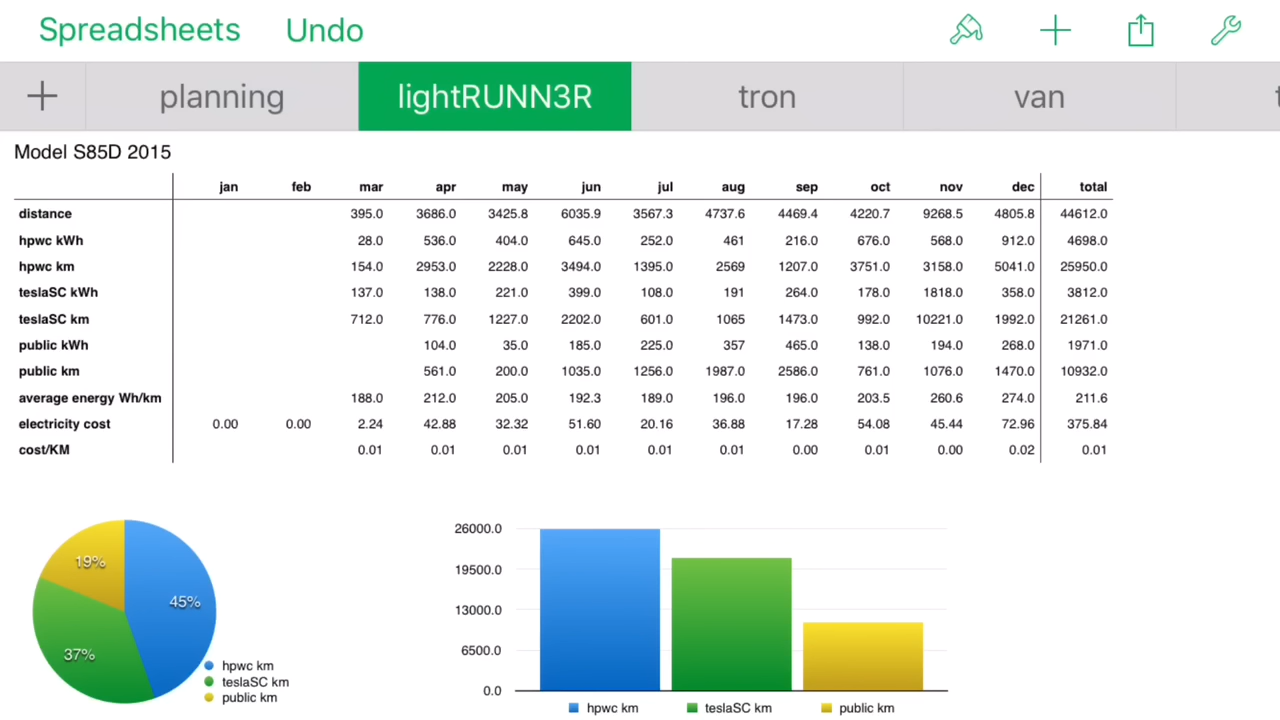 Spreadsheets Undo
planning lightRUNN3R tron van
Model S85D 2015
jan feb mar apr may jun jul aug sep oct nov dec total
distance 395.0 3686.0 3425.8 6035.9 3567.3 4737.6 4469.4 4220.7 9268.5 4805.8 44612.0
hpwc kWh 28.0 536.0 404.0 645.0 252.0 461 216.0 676.0 568.0 912.0 4698.0
hpwc km 154.0 2953.0 2228.0 3494.0 1395.0 2569 1207.0 3751.0 3158.0 5041.0 25950.0
teslaSC kWh 137.0 138.0 221.0 399.0 108.0 191 264.0 178.0 1818.0 358.0 3812.0
teslaSC km 712.0 776.0 1227.0 2202.0 601.0 1065 1473.0 992.0 10221.0 1992.0 21261.0
public kWh 104.0 35.0 185.0 225.0 357 465.0 138.0 194.0 268.0 1971.0
public km 561.0 200.0 1035.0 1256.0 1987.0 2586.0 761.0 1076.0 1470.0 10932.0
average energy Wh/km 188.0 212.0 205.0 192.3 189.0 196.0 196.0 203.5 260.6 274.0 211.6
electricity cost 0.00 0.00 2.24 42.88 32.32 51.60 20.16 36.88 17.28 54.08 45.44 72.96 375.84
cost/KM 0.01 0.01 0.01 0.01 0.01 0.01 0.00 0.01 0.00 0.02 0.01
19%
45%
37%
hpwc km
teslaSC km
public km
26000.0
19500.0
13000.0
6500.0
0.0
hpwc km teslaSC km public km